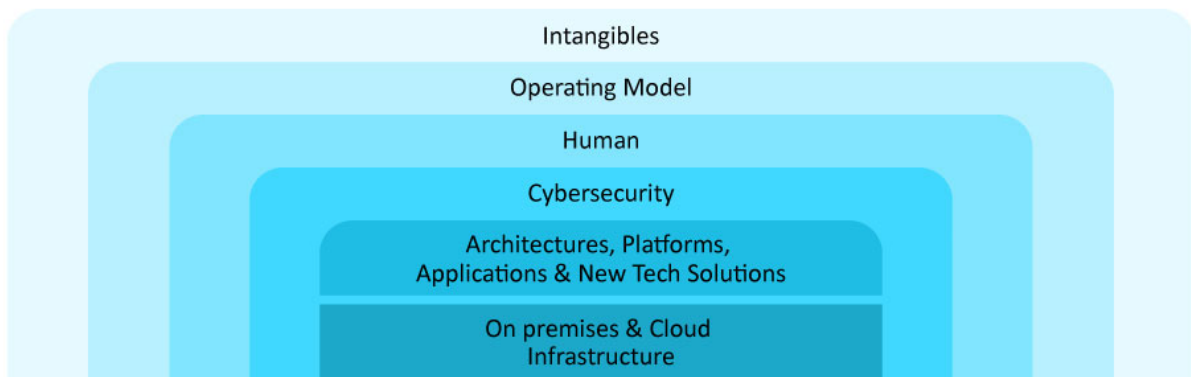 Intangibles
Operating Model
Human
Cybersecurity
Architectures, Platforms,
Applications & New Tech Solutions
On premises & Cloud
Infrastructure